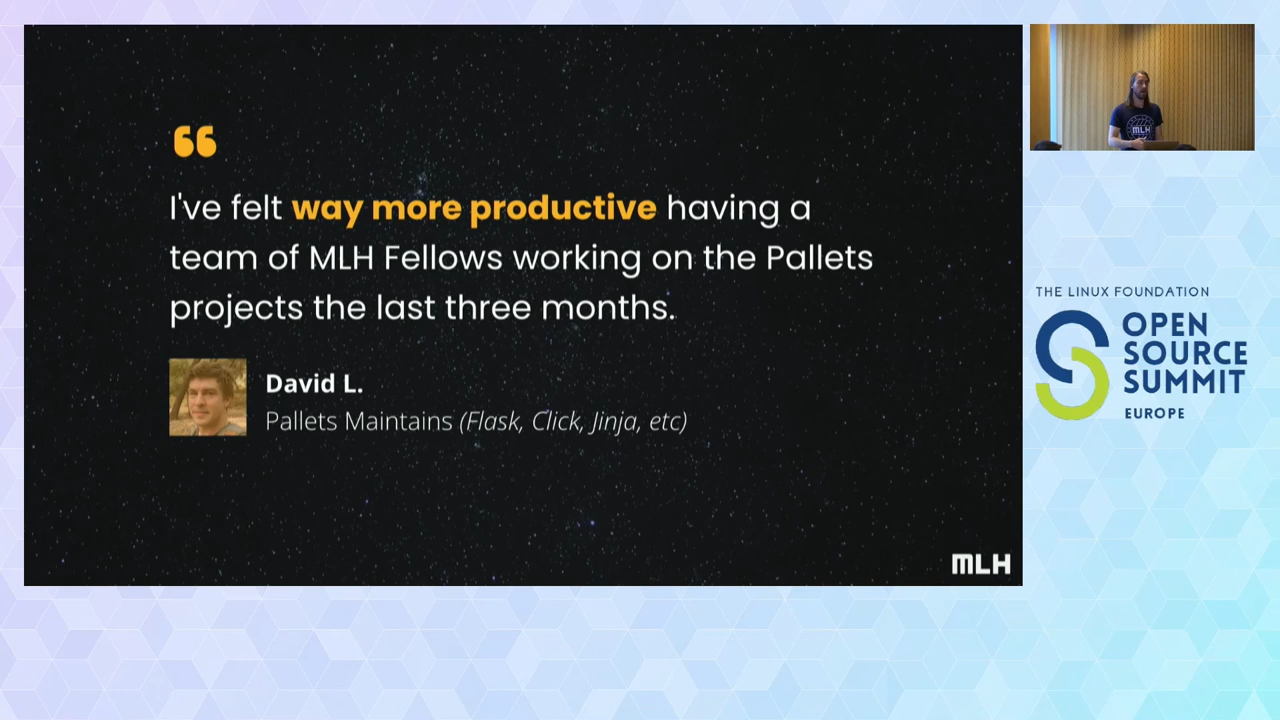 ❝
I've felt way more productive having a
team of MLH Fellows working on the Pallets
projects the last three months.
David L.
Pallets Maintains (Flask, Click, Jinja, etc)
MLH
MLH
THE LINUX FOUNDATION
OPEN
SOURCE
SUMMIT
EUROPE